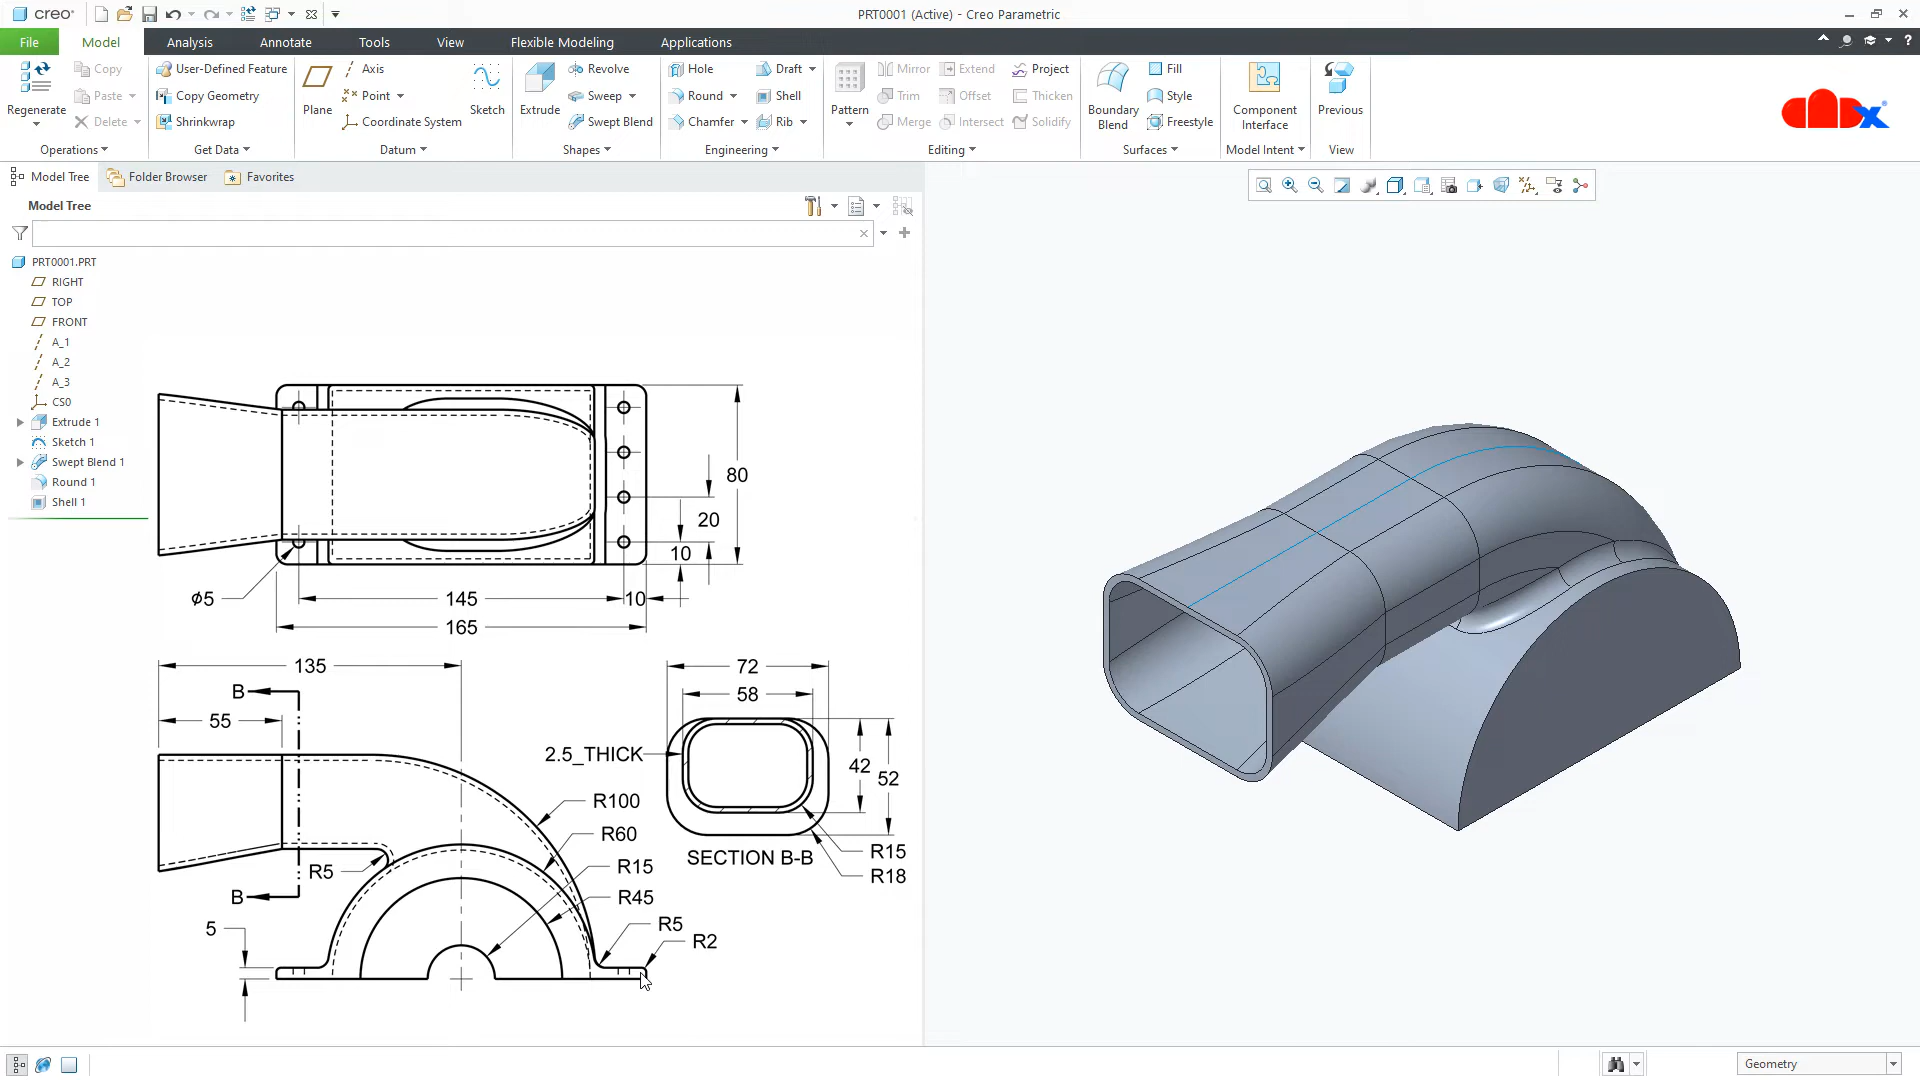 creo
PRT0001 (Active) - Creo Parametric
File Model Analysis Annotate Tools View Flexible Modeling Applications
Regenerate
Copy
Paste
Delete
Operations
User-Defined Feature
Copy Geometry
Shrinkwrap
Get Data
Plane
Axis
Point
Coordinate System
Sketch
Datum
Extrude
Revolve
Sweep
Swept Blend
Shapes
Hole
Round
Chamfer
Draft
Shell
Rib
Engineering
Pattern
Mirror
Trim
Merge
Extend
Offset
Intersect
Project
Thicken
Solidify
Editing
Boundary
Blend
Fill
Style
Freestyle
Surfaces
Component
Interface
Model Intent
Previous
View
Model Tree Folder Browser Favorites
Model Tree
PRT0001.PRT
RIGHT
TOP
FRONT
A_1
A_2
A_3
CS0
Extrude 1
Sketch 1
Swept Blend 1
Round 1
Shell 1
80
20
10
ϕ5
145
10
165
135
B
55
72
58
2.5_THICK
42
52
R100
R60
R15
R45
R5
B
R5
R2
5
SECTION B-B
R15
R18
Geometry